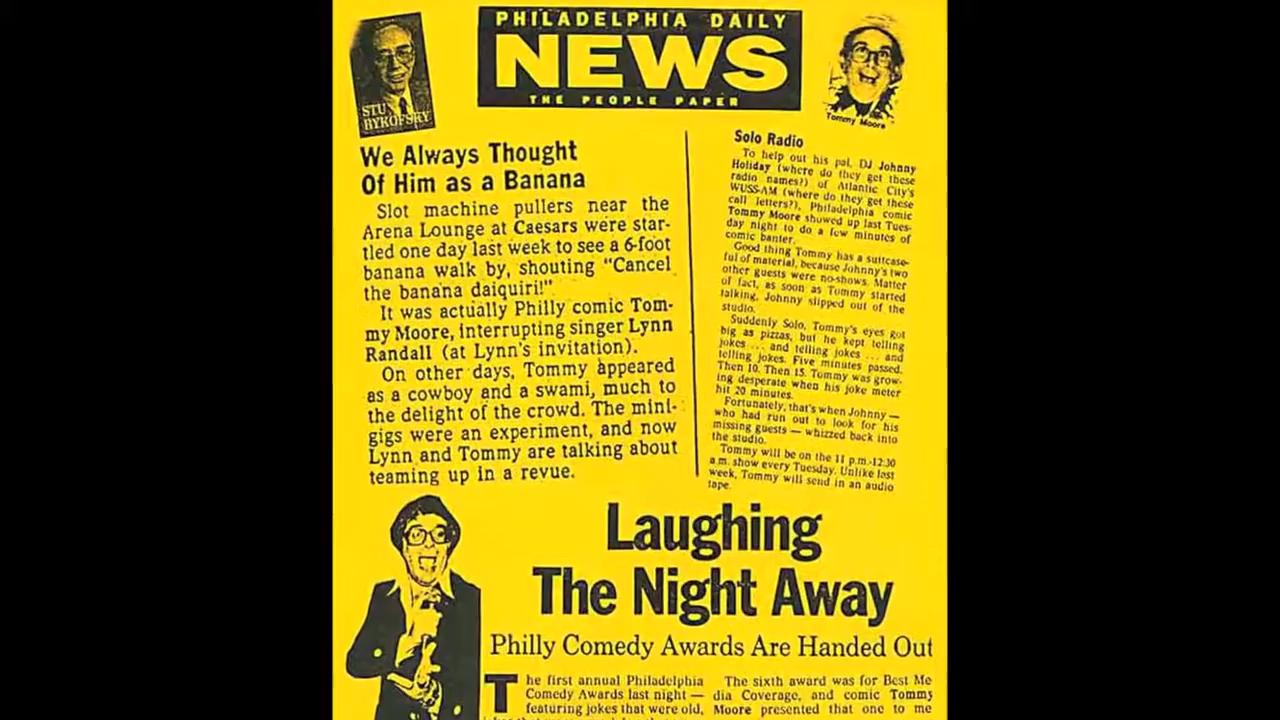 PHILADELPHIA DAILY
NEWS
THE PEOPLE PAPER
STU
BYKOFSKY
Tommy Moore
We Always Thought
Of Him as a Banana
Slot machine pullers near the
Arena Lounge at Caesars were star-
tled one day last week to see a 6-foot
banana walk by, shouting "Cancel
the banana daiquiri!"
It was actually Philly comic Tom-
my Moore, interrupting singer Lynn
Randall (at Lynn's invitation).
On other days, Tommy appeared
as a cowboy and a swami, much to
the delight of the crowd. The mini-
gigs were an experiment, and now
Lynn and Tommy are talking about
teaming up in a revue.
Solo Radio
To help out his pal, DJ Johnny
Holiday (where do they get these
radio names?) of Atlantic City's
WUSS-AM (where do they get these
call letters?), Philadelphia comic
Tommy Moore showed up last Tues-
day night to do a few minutes of
comic banter.
Good thing Tommy has a suitcase-
ful of material, because Johnny's two
other guests were no-shows. Matter
of fact, as soon as Tommy started
talking, Johnny slipped out of the
studio.
Suddenly Solo, Tommy's eyes got
big as pizzas, but he kept telling
jokes ... and telling jokes ... and
telling jokes. Five minutes passed.
Then 10. Then 15. Tommy was grow-
ing desperate when his joke meter
hit 20 minutes.
Fortunately, that's when Johnny —
who had run out to look for his
missing guests — whizzed back into
the studio.
Tommy will be on the 11 p.m.-12:30
a.m. show every Tuesday. Unlike last
week, Tommy will send in an audio
tape.
Laughing
The Night Away
Philly Comedy Awards Are Handed Out
The first annual Philadelphia
Comedy Awards last night —
featuring jokes that were old,
The sixth award was for Best Me
dia Coverage, and comic Tommy
Moore presented that one to me